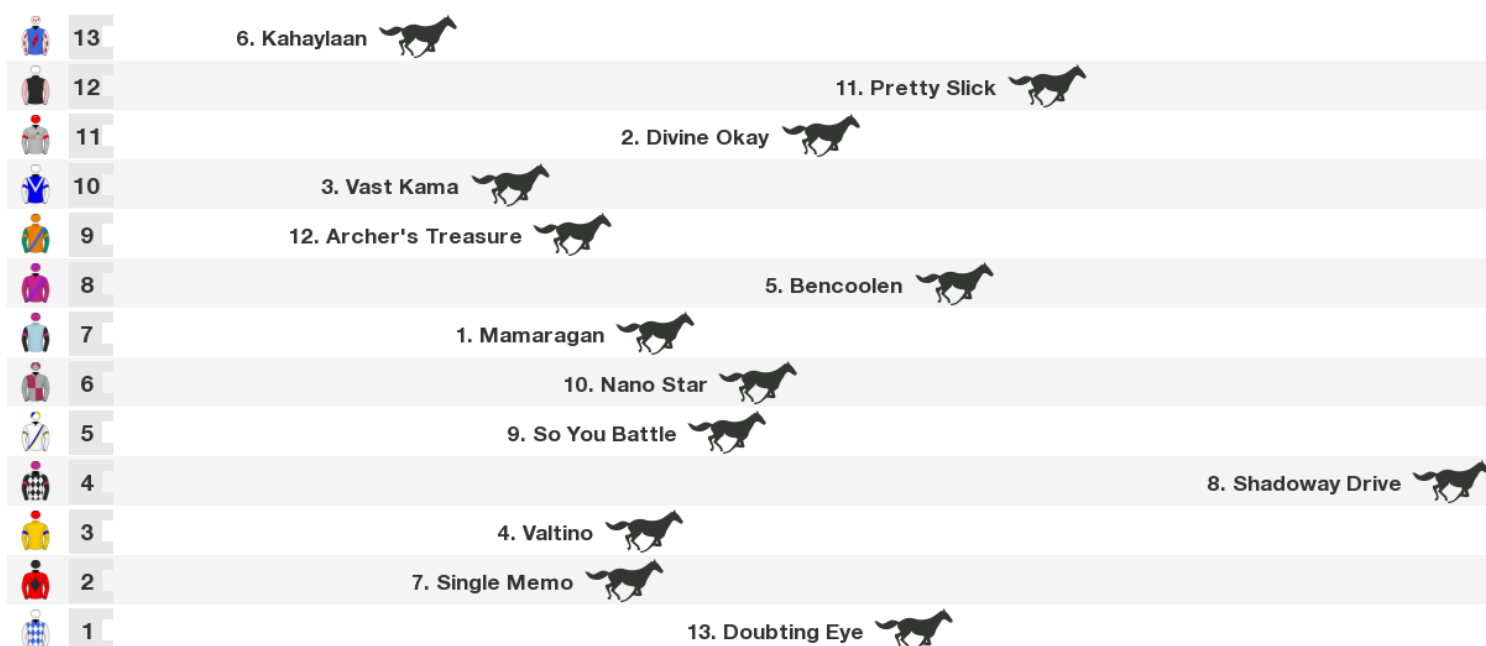 13 6. Kahaylaan
12 11. Pretty Slick
11 2. Divine Okay
10 3. Vast Kama
9 12. Archer's Treasure
8 5. Bencoolen
7 1. Mamaragan
6 10. Nano Star
5 9. So You Battle
4 8. Shadoway Drive
3 4. Valtino
2 7. Single Memo
1 13. Doubting Eye